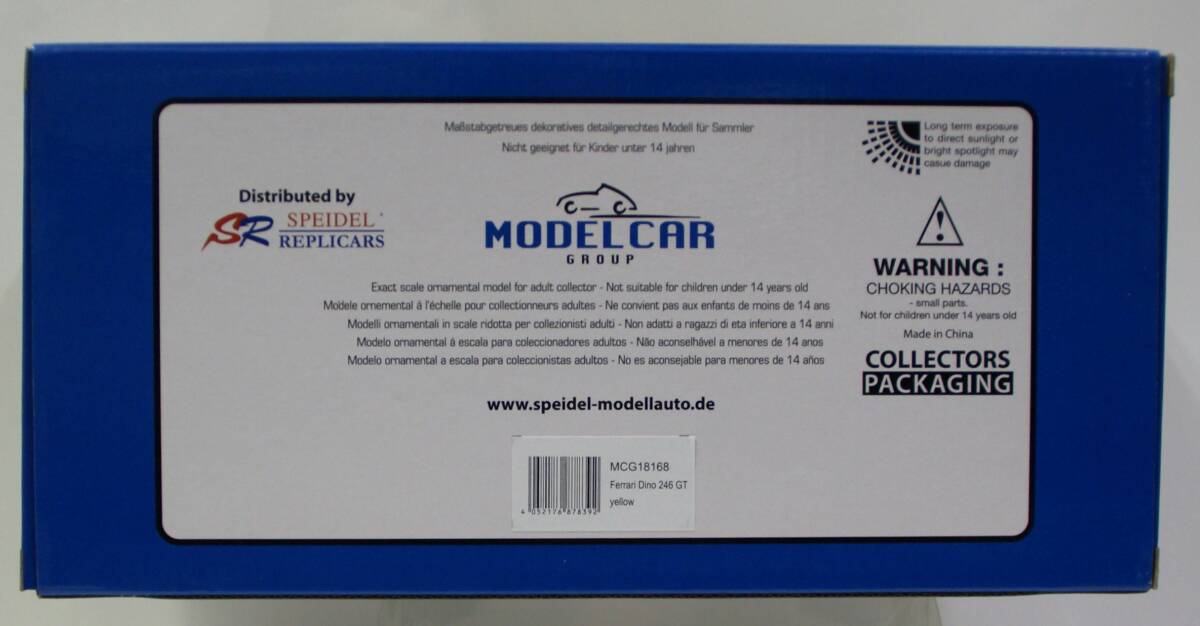 Maßstabgetreues dekoratives detailgerechtes Modell für Sammler
Nicht geeignet für Kinder unter 14 jahren
Long term exposure
to direct sunlight or
bright spotlight may
casue damage
Distributed by
SR SPEIDEL
REPLICARS
MODELCAR
GROUP
Exact scale ornamental model for adult collector - Not suitable for children under 14 years old
Modele ornemental á l'échelle pour collectionneurs adultes - Ne convient pas aux enfants de moins de 14 ans
Modelli ornamentali in scale ridotta per collezionisti adulti - Non adatti a ragazzi di eta inferiore a 14 anni
Modelo ornamental á escala para coleccionadores adultos - Não aconselhável a menores de 14 anos
Modelo ornamental a escala para coleccionistas adultos - No es aconsejable para menores de 14 años
WARNING :
CHOKING HAZARDS
- small parts.
Not for children under 14 years old
Made in China
COLLECTORS
PACKAGING
www.speidel-modellauto.de
MCG18168
Ferrari Dino 246 GT
yellow
4 052176 878392